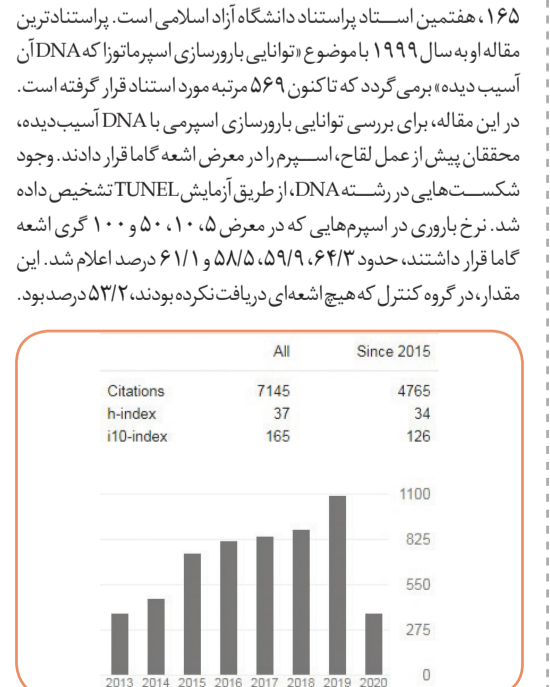 ۱۶۵، هفتمین اســتاد پراستناد دانشگاه آزاد اسلامی است. پراستنادترین
مقاله او به سال ۱۹۹۹ با موضوع «توانایی بارورسازی اسپرماتوزا که DNA آن
آسیب دیده» برمی‌گردد که تاکنون ۵۶۹ مرتبه مورد استناد قرار گرفته است.
در این مقاله، برای بررسی توانایی بارورسازی اسپرمی با DNA آسیب‌دیده،
محققان پیش از عمل لقاح، اســپرم را در معرض اشعه گاما قرار دادند. وجود
شکســت‌هایی در رشــته DNA، از طریق آزمایش TUNEL تشخیص داده
شد. نرخ باروری در اسپرم‌هایی که در معرض ۵، ۱۰، ۵۰ و ۱۰۰ گری اشعه
گاما قرار داشتند، حدود ۶۴/۳، ۵۹/۹، ۵۸/۵ و ۶۱/۱ درصد اعلام شد. این
مقدار، در گروه کنترل که هیچ اشعه‌ای دریافت نکرده بودند، ۵۳/۲ درصد بود.
All Since 2015
Citations 7145 4765
h-index 37 34
i10-index 165 126
1100
825
550
275
0
2013 2014 2015 2016 2017 2018 2019 2020